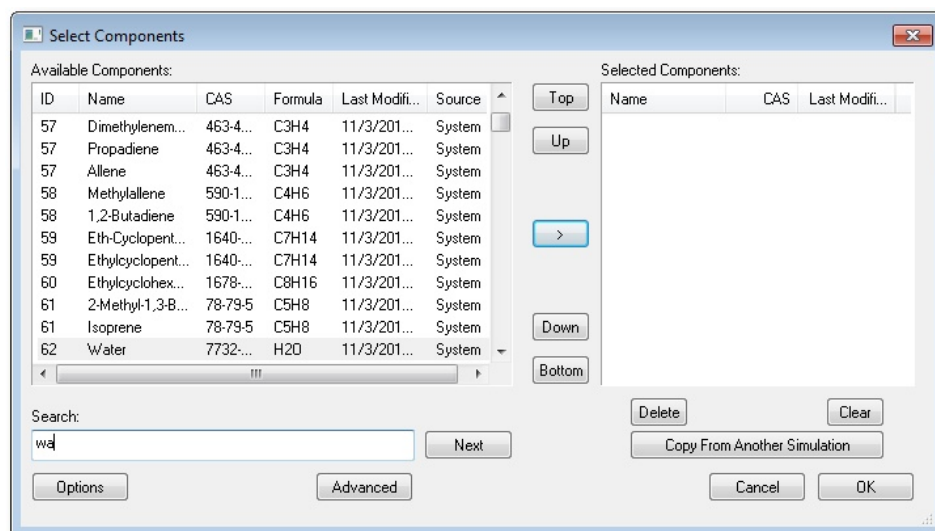 Select Components
Available Components:
Selected Components:
ID Name CAS Formula Last Modifi... Source
57 Dimethylenem... 463-4... C3H4 11/3/201... System
57 Propadiene 463-4... C3H4 11/3/201... System
57 Allene 463-4... C3H4 11/3/201... System
58 Methylallene 590-1... C4H6 11/3/201... System
58 1,2-Butadiene 590-1... C4H6 11/3/201... System
59 Eth-Cyclopent... 1640-... C7H14 11/3/201... System
59 Ethylcyclopent... 1640-... C7H14 11/3/201... System
60 Ethylcyclohex... 1678-... C8H16 11/3/201... System
61 2-Methyl-1,3-B... 78-79-5 C5H8 11/3/201... System
61 Isoprene 78-79-5 C5H8 11/3/201... System
62 Water 7732-... H2O 11/3/201... System
Top
Up
>
Down
Bottom
Name CAS Last Modifi...
Search:
wa
Next
Options
Advanced
Delete
Clear
Copy From Another Simulation
Cancel
OK